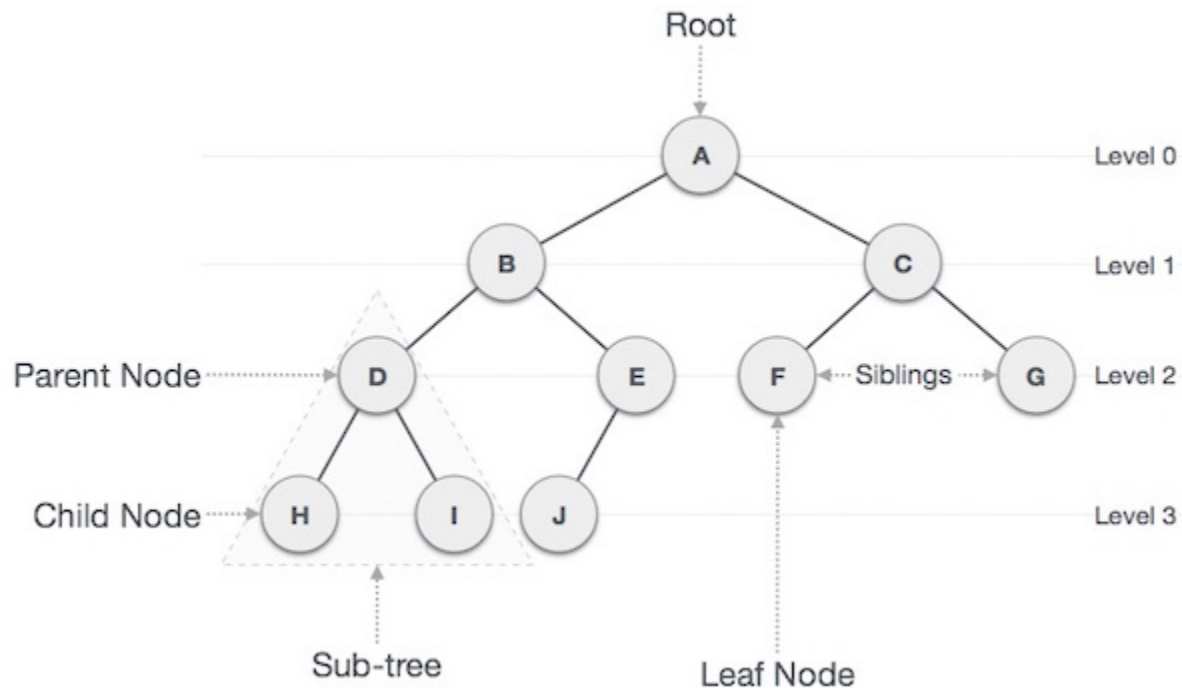 Root
A
Level 0
B
C
Level 1
Parent Node
D
E
F
Siblings
G
Level 2
Child Node
H
I
J
Level 3
Sub-tree
Leaf Node